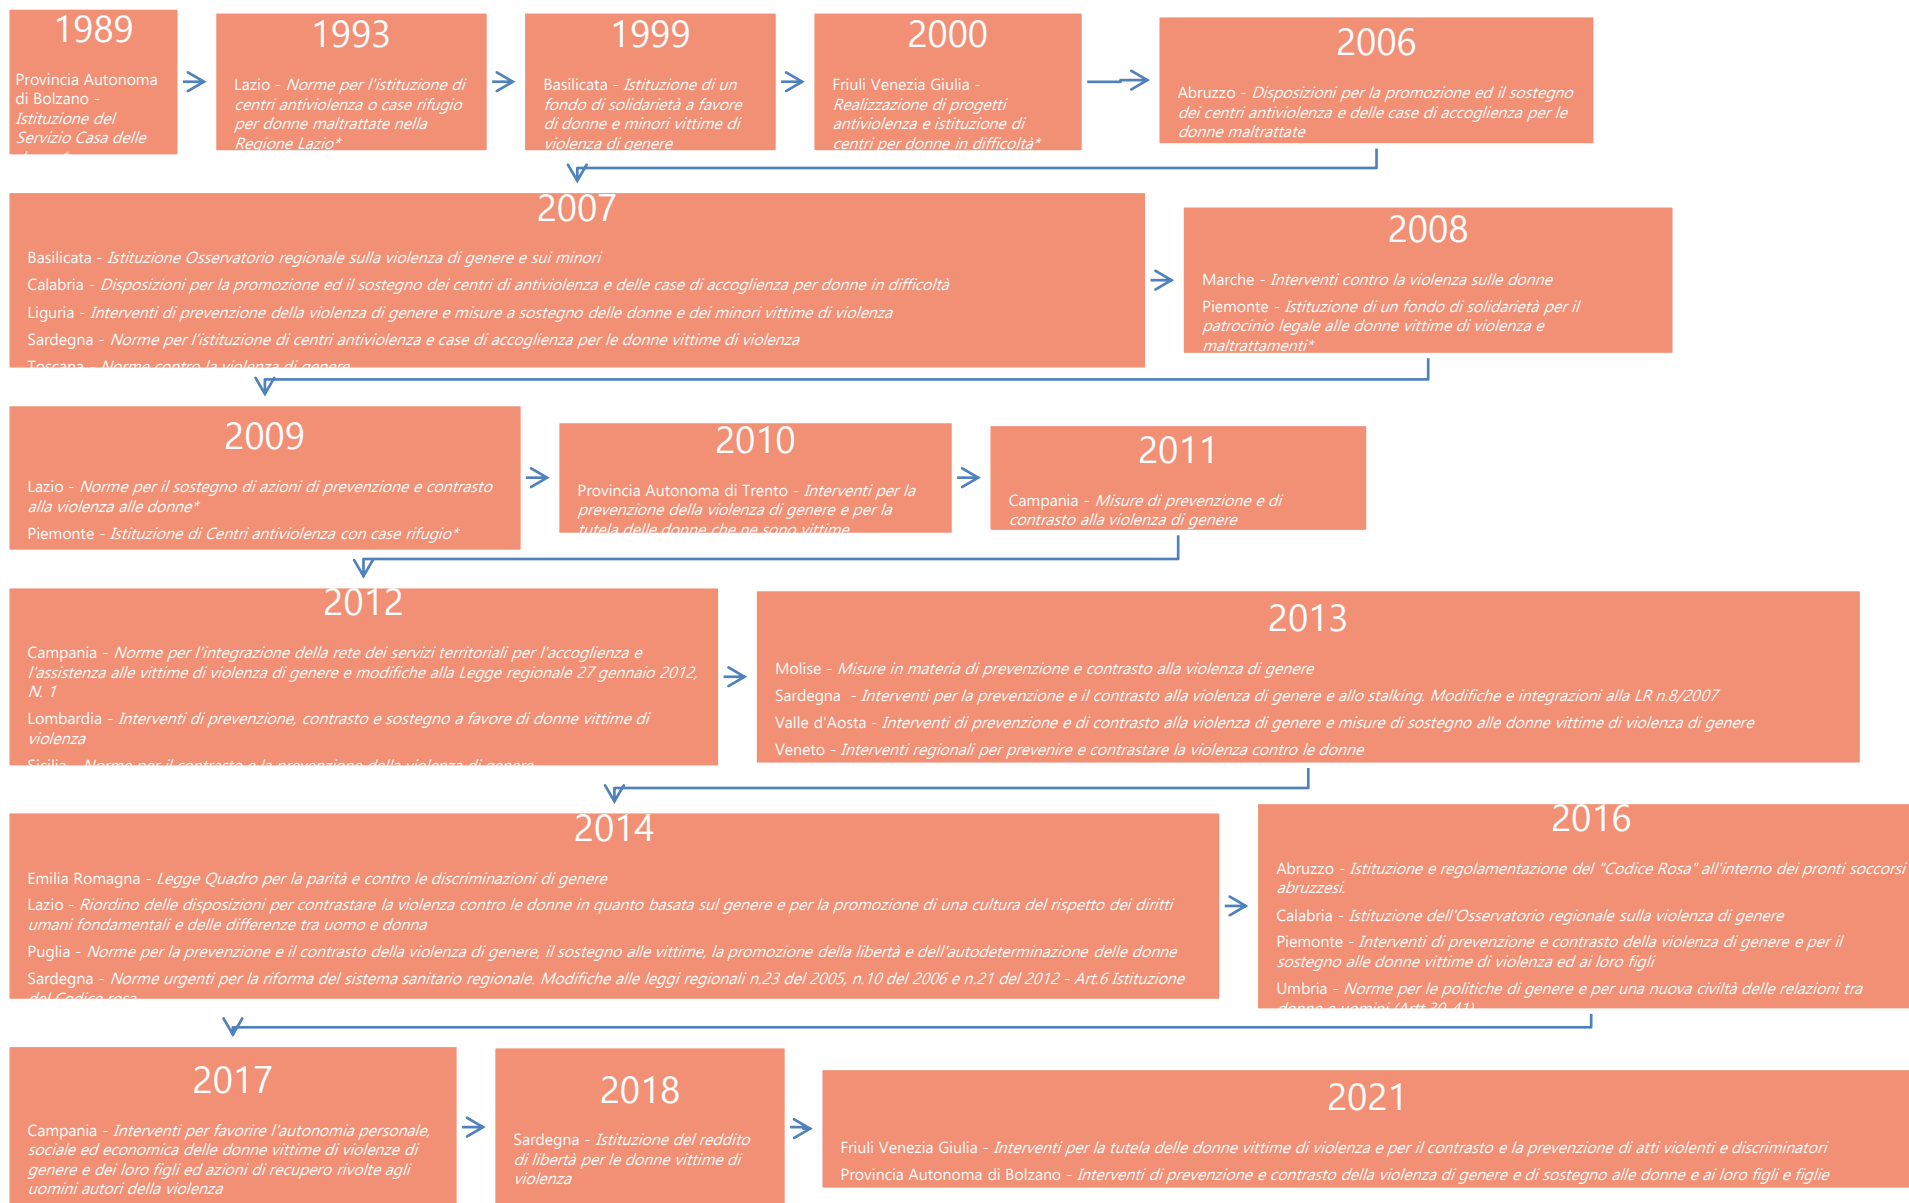 1989
Provincia Autonoma
di Bolzano -
Istituzione del
Servizio Casa delle
1993
Lazio - Norme per l'istituzione di
centri antiviolenza o case rifugio
per donne maltrattate nella
Regione Lazio*
1999
Basilicata - Istituzione di un
fondo di solidarietà a favore
di donne e minori vittime di
violenza di genere
2000
Friuli Venezia Giulia -
Realizzazione di progetti
antiviolenza e istituzione di
centri per donne in difficoltà*
2006
Abruzzo - Disposizioni per la promozione ed il sostegno
dei centri antiviolenza e delle case di accoglienza per le
donne maltrattate
2007
Basilicata - Istituzione Osservatorio regionale sulla violenza di genere e sui minori
Calabria - Disposizioni per la promozione ed il sostegno dei centri di antiviolenza e delle case di accoglienza per donne in difficoltà
Liguria - Interventi di prevenzione della violenza di genere e misure a sostegno delle donne e dei minori vittime di violenza
Sardegna - Norme per l'istituzione di centri antiviolenza e case di accoglienza per le donne vittime di violenza
Toscana - Norme contro la violenza di genere
2008
Marche - Interventi contro la violenza sulle donne
Piemonte - Istituzione di un fondo di solidarietà per il
patrocinio legale alle donne vittime di violenza e
maltrattamenti*
2009
Lazio - Norme per il sostegno di azioni di prevenzione e contrasto
alla violenza alle donne*
Piemonte - Istituzione di Centri antiviolenza con case rifugio*
2010
Provincia Autonoma di Trento - Interventi per la
prevenzione della violenza di genere e per la
tutela delle donne che ne sono vittime
2011
Campania - Misure di prevenzione e di
contrasto alla violenza di genere
2012
Campania - Norme per l'integrazione della rete dei servizi territoriali per l'accoglienza e
l'assistenza alle vittime di violenza di genere e modifiche alla Legge regionale 27 gennaio 2012,
N. 1
Lombardia - Interventi di prevenzione, contrasto e sostegno a favore di donne vittime di
violenza
Sicilia - Norme per il contrasto e la prevenzione della violenza di genere
2013
Molise - Misure in materia di prevenzione e contrasto alla violenza di genere
Sardegna - Interventi per la prevenzione e il contrasto alla violenza di genere e allo stalking. Modifiche e integrazioni alla LR n.8/2007
Valle d'Aosta - Interventi di prevenzione e di contrasto alla violenza di genere e misure di sostegno alle donne vittime di violenza di genere
Veneto - Interventi regionali per prevenire e contrastare la violenza contro le donne
2014
Emilia Romagna - Legge Quadro per la parità e contro le discriminazioni di genere
Lazio - Riordino delle disposizioni per contrastare la violenza contro le donne in quanto basata sul genere e per la promozione di una cultura del rispetto dei diritti
umani fondamentali e delle differenze tra uomo e donna
Puglia - Norme per la prevenzione e il contrasto della violenza di genere, il sostegno alle vittime, la promozione della libertà e dell'autodeterminazione delle donne
Sardegna - Norme urgenti per la riforma del sistema sanitario regionale. Modifiche alle leggi regionali n.23 del 2005, n.10 del 2006 e n.21 del 2012 - Art.6 Istituzione
del Codice rosa
2016
Abruzzo - Istituzione e regolamentazione del "Codice Rosa" all'interno dei pronti soccorsi
abruzzesi.
Calabria - Istituzione dell'Osservatorio regionale sulla violenza di genere
Piemonte - Interventi di prevenzione e contrasto della violenza di genere e per il
sostegno alle donne vittime di violenza ed ai loro figli
Umbria - Norme per le politiche di genere e per una nuova civiltà delle relazioni tra
donne e uomini (Artt.30-41)
2017
Campania - Interventi per favorire l'autonomia personale,
sociale ed economica delle donne vittime di violenze di
genere e dei loro figli ed azioni di recupero rivolte agli
uomini autori della violenza
2018
Sardegna - Istituzione del reddito
di libertà per le donne vittime di
violenza
2021
Friuli Venezia Giulia - Interventi per la tutela delle donne vittime di violenza e per il contrasto e la prevenzione di atti violenti e discriminatori
Provincia Autonoma di Bolzano - Interventi di prevenzione e contrasto della violenza di genere e di sostegno alle donne e ai loro figli e figlie